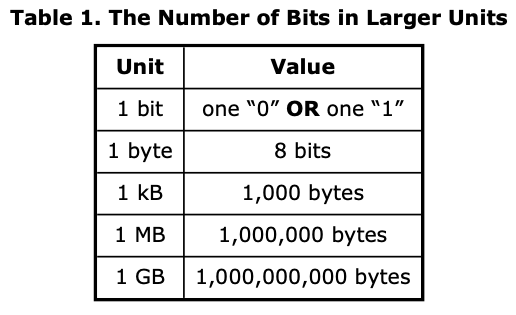 Table 1. The Number of Bits in Larger Units
Unit Value
1 bit one “0” OR one “1”
1 byte 8 bits
1 kB 1,000 bytes
1 MB 1,000,000 bytes
1 GB 1,000,000,000 bytes